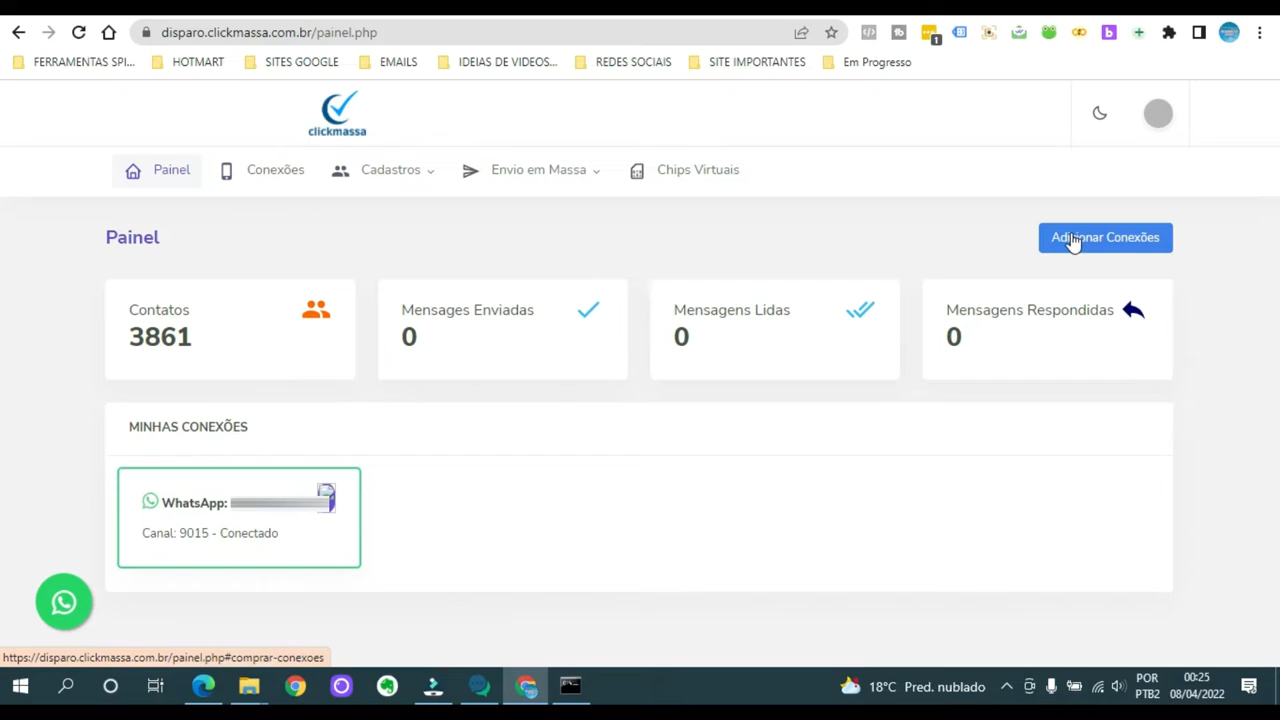 disparo.clickmassa.com.br/painel.php
1
FERRAMENTAS SPI...
HOTMART
SITES GOOGLE
EMAILS
IDEIAS DE VIDEOS...
REDES SOCIAIS
SITE IMPORTANTES
Em Progresso
clickmassa
Painel
Conexões
Cadastros
Envio em Massa
Chips Virtuais
Painel
Adicionar Conexões
Contatos
3861
Mensages Enviadas
0
Mensagens Lidas
0
Mensagens Respondidas
0
MINHAS CONEXÕES
WhatsApp:
Canal: 9015 - Conectado
https://disparo.clickmassa.com.br/painel.php#comprar-conexoes
18°C Pred. nublado
POR
PTB2
00:25
08/04/2022